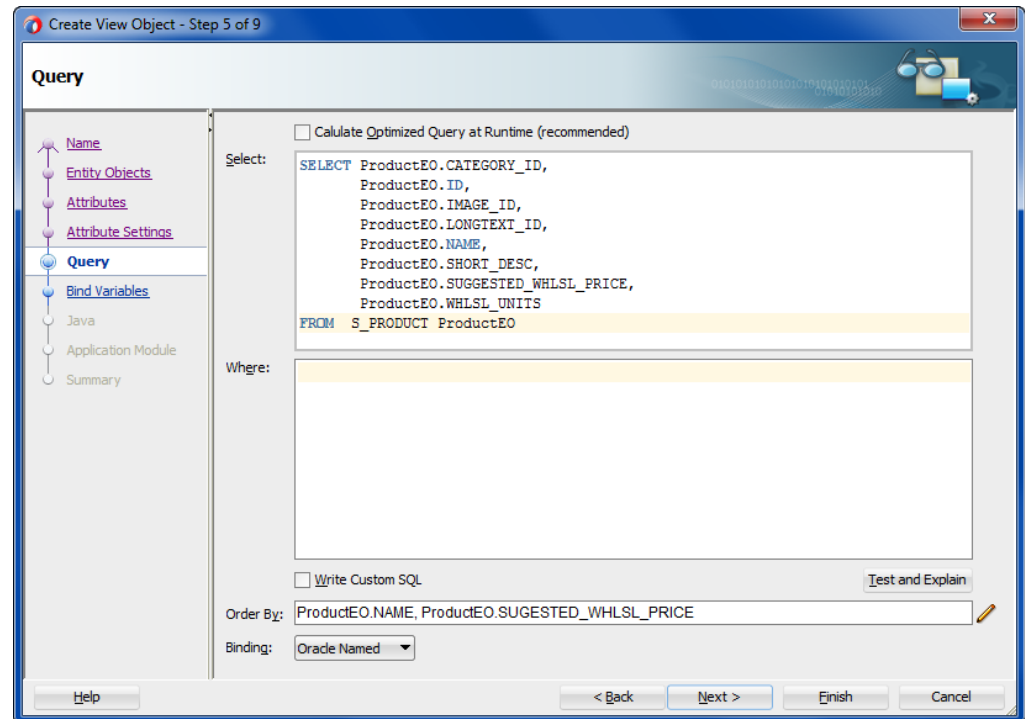 Create View Object - Step 5 of 9
Query
Name
Entity Objects
Attributes
Attribute Settings
Query
Bind Variables
Java
Application Module
Summary
Calulate Optimized Query at Runtime (recommended)
Select:
SELECT ProductEO.CATEGORY_ID,
ProductEO.ID,
ProductEO.IMAGE_ID,
ProductEO.LONGTEXT_ID,
ProductEO.NAME,
ProductEO.SHORT_DESC,
ProductEO.SUGGESTED_WHLSL_PRICE,
ProductEO.WHLSL_UNITS
FROM S_PRODUCT ProductEO
Where:
Write Custom SQL
Test and Explain
Order By: ProductEO.NAME, ProductEO.SUGESTED_WHLSL_PRICE
Binding: Oracle Named
Help
< Back
Next >
Finish
Cancel